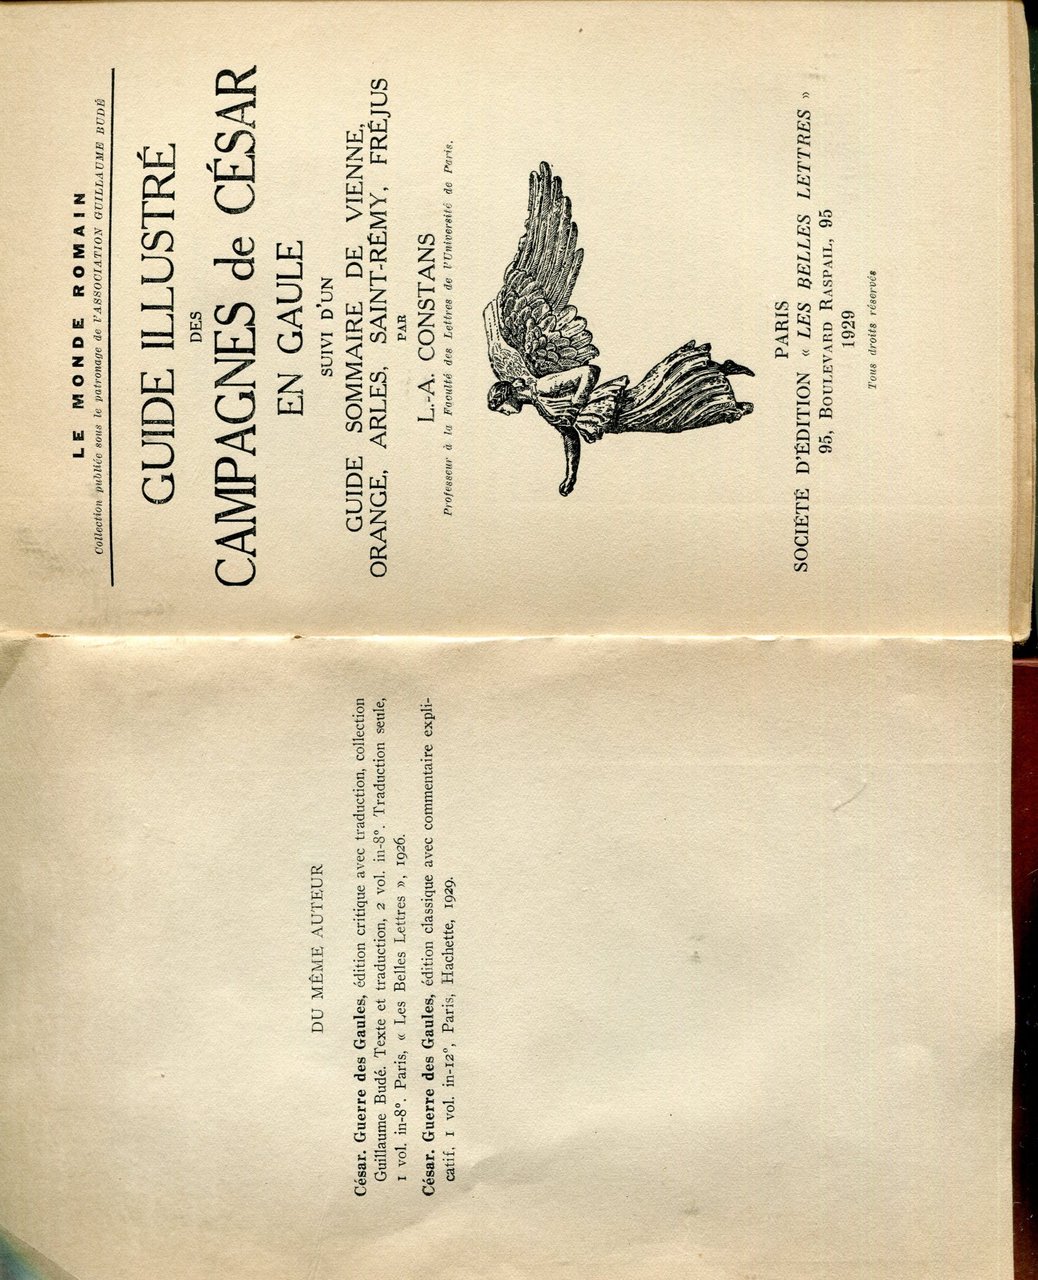 DU MÊME AUTEUR
César. Guerre des Gaules, édition critique avec traduction, collection
Guillaume Budé. Texte et traduction, 2 vol. in-8º. Traduction seule,
1 vol. in-8º. Paris, « Les Belles Lettres », 1926.
César. Guerre des Gaules, édition classique avec commentaire expli-
catif. 1 vol. in-12º, Paris, Hachette, 1929.
LE MONDE ROMAIN
Collection publiée sous le patronage de l'ASSOCIATION GUILLAUME BUDÉ
GUIDE ILLUSTRÉ
DES
CAMPAGNES de CÉSAR
EN GAULE
SUIVI D'UN
GUIDE SOMMAIRE DE VIENNE,
ORANGE, ARLES, SAINT-RÉMY, FRÉJUS
PAR
L.-A. CONSTANS
Professeur à la Faculté des Lettres de l'Université de Paris.
PARIS
SOCIÉTÉ D'ÉDITION « LES BELLES LETTRES »
95, BOULEVARD RASPAIL, 95
1929
Tous droits réservés